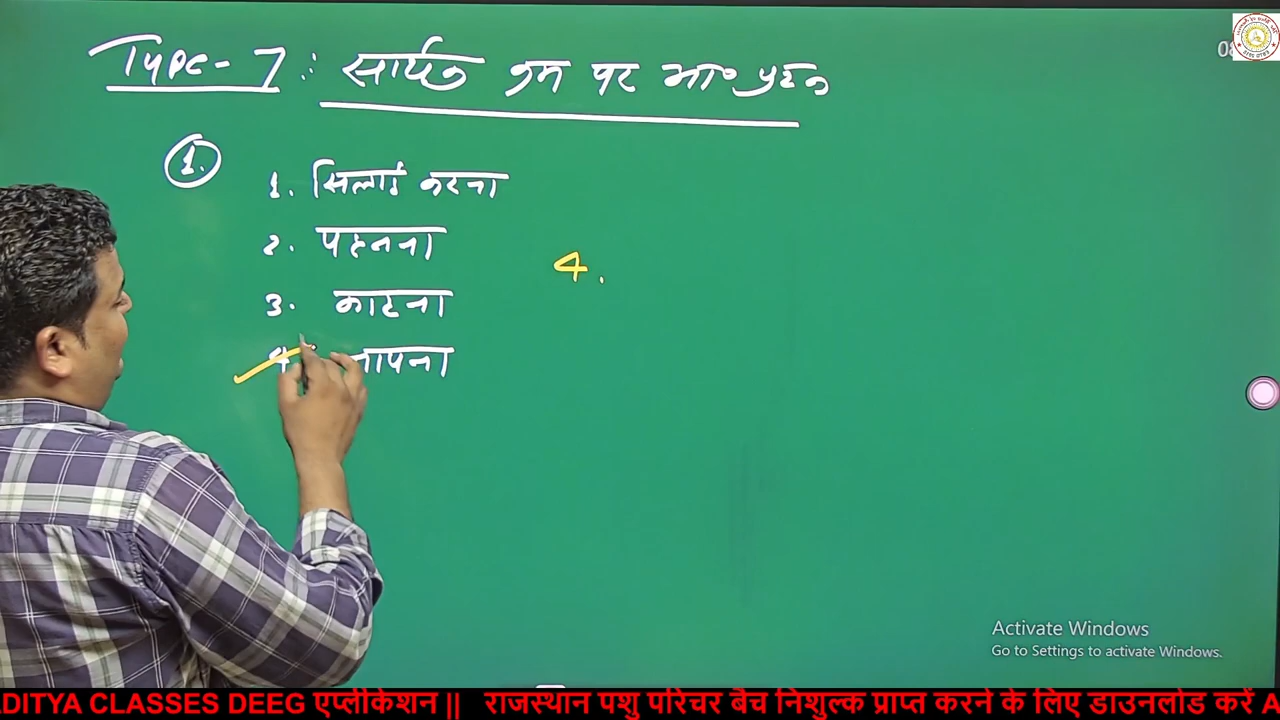 Type-7 : सार्थक क्रम पर आ० प्रश्न
1.
1. सिलाई करना
2. पहनना
3. काटना
4. नापना
4.
Activate Windows
Go to Settings to activate Windows.
DITYA CLASSES DEEG एप्लीकेशन || राजस्थान पशु परिचर बैच निशुल्क प्राप्त करने के लिए डाउनलोड करें A